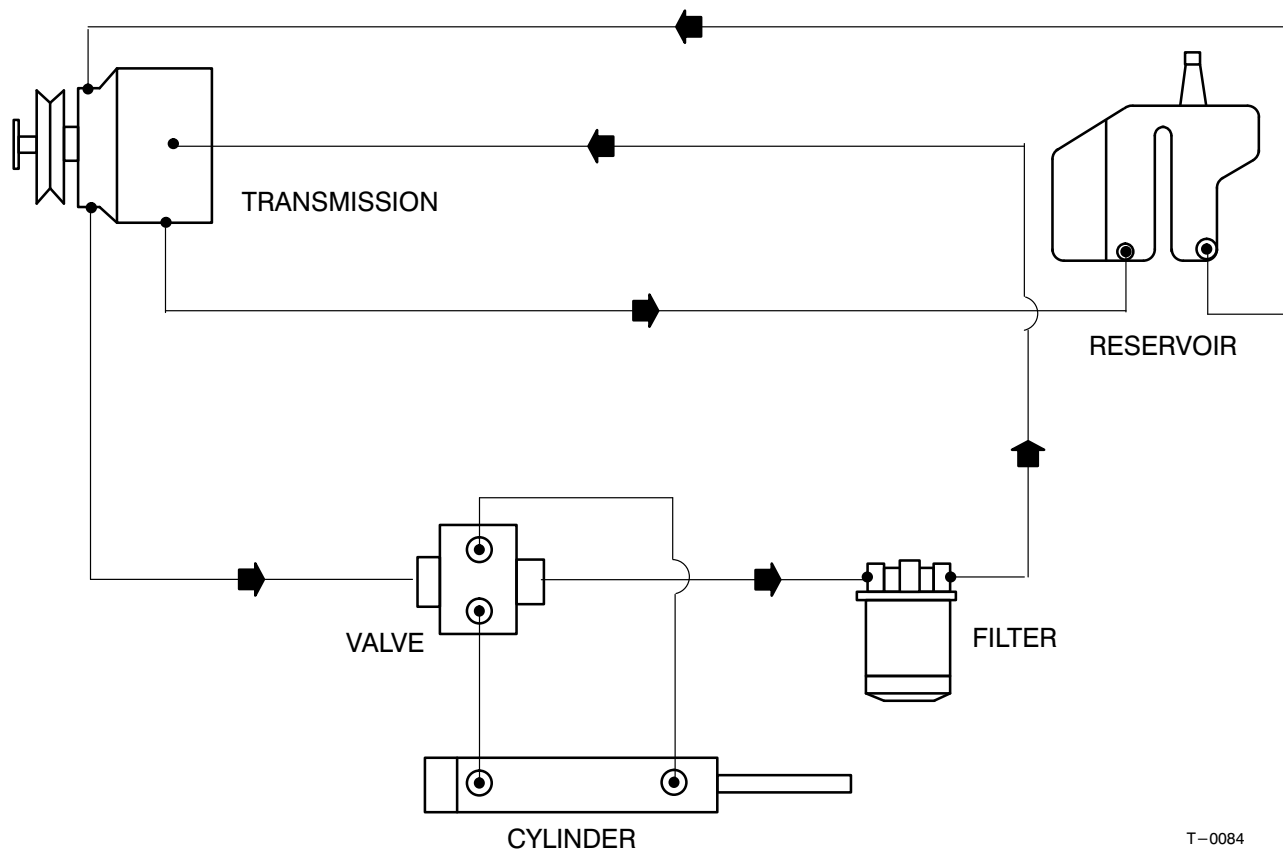 TRANSMISSION
RESERVOIR
VALVE
FILTER
CYLINDER
T-0084